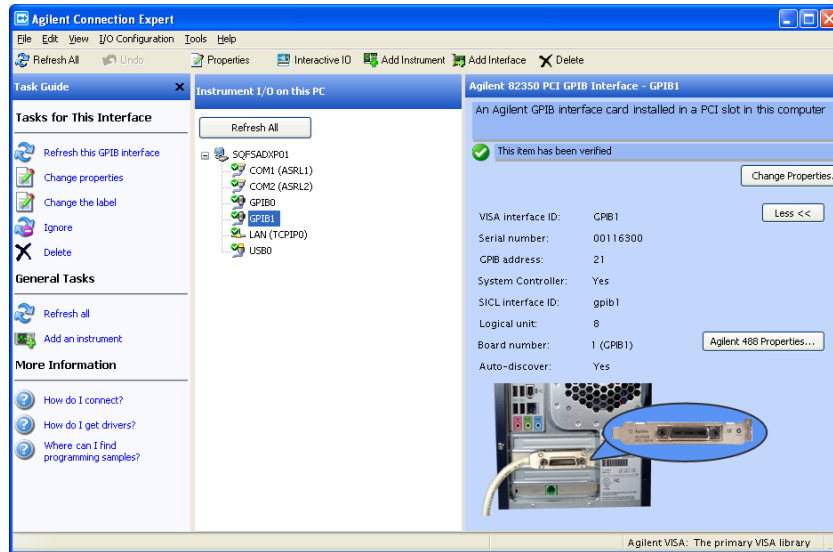 Agilent Connection Expert
File Edit View I/O Configuration Tools Help
Refresh All Undo Properties Interactive IO Add Instrument Add Interface Delete
Task Guide
Tasks for This Interface
Refresh this GPIB interface
Change properties
Change the label
Ignore
Delete
General Tasks
Refresh all
Add an instrument
More Information
How do I connect?
How do I get drivers?
Where can I find
programming samples?
Instrument I/O on this PC
Refresh All
SQFSADXP01
COM1 (ASRL1)
COM2 (ASRL2)
GPIB0
GPIB1
LAN (TCPIP0)
USB0
Agilent 82350 PCI GPIB Interface - GPIB1
An Agilent GPIB interface card installed in a PCI slot in this computer
This item has been verified
Change Properties.
Less <<
VISA interface ID: GPIB1
Serial number: 00116300
GPIB address: 21
System Controller: Yes
SICL interface ID: gpib1
Logical unit: 8
Board number: 1 (GPIB1)
Agilent 488 Properties...
Auto-discover: Yes
Agilent
Agilent VISA: The primary VISA library